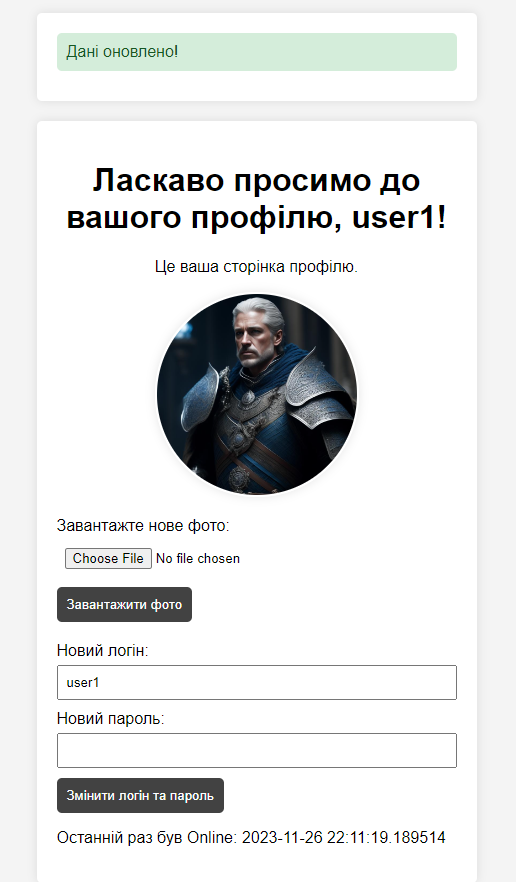 Дані оновлено!
Ласкаво просимо до
вашого профілю, user1!
Це ваша сторінка профілю.
Завантажте нове фото:
Choose File No file chosen
Завантажити фото
Новий логін:
user1
Новий пароль:
Змінити логін та пароль
Останній раз був Online: 2023-11-26 22:11:19.189514